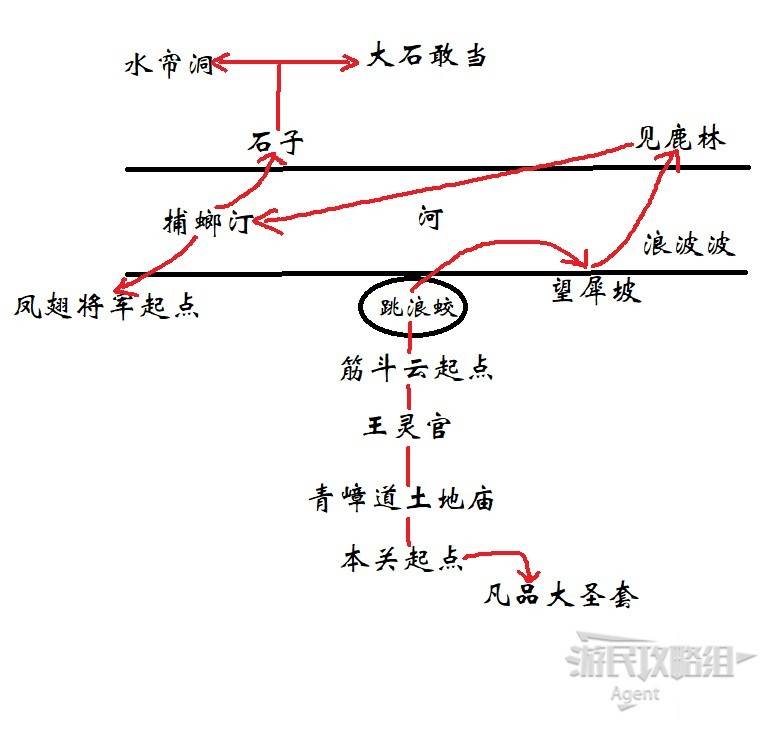 水帘洞
大石敢当
石子
见鹿林
捕螂汀
河
浪波波
凤翅将军起点
跳浪蛟
望犀坡
筋斗云起点
王灵官
青嶂道土地庙
本关起点
凡品大圣套
游民攻略组
Agent